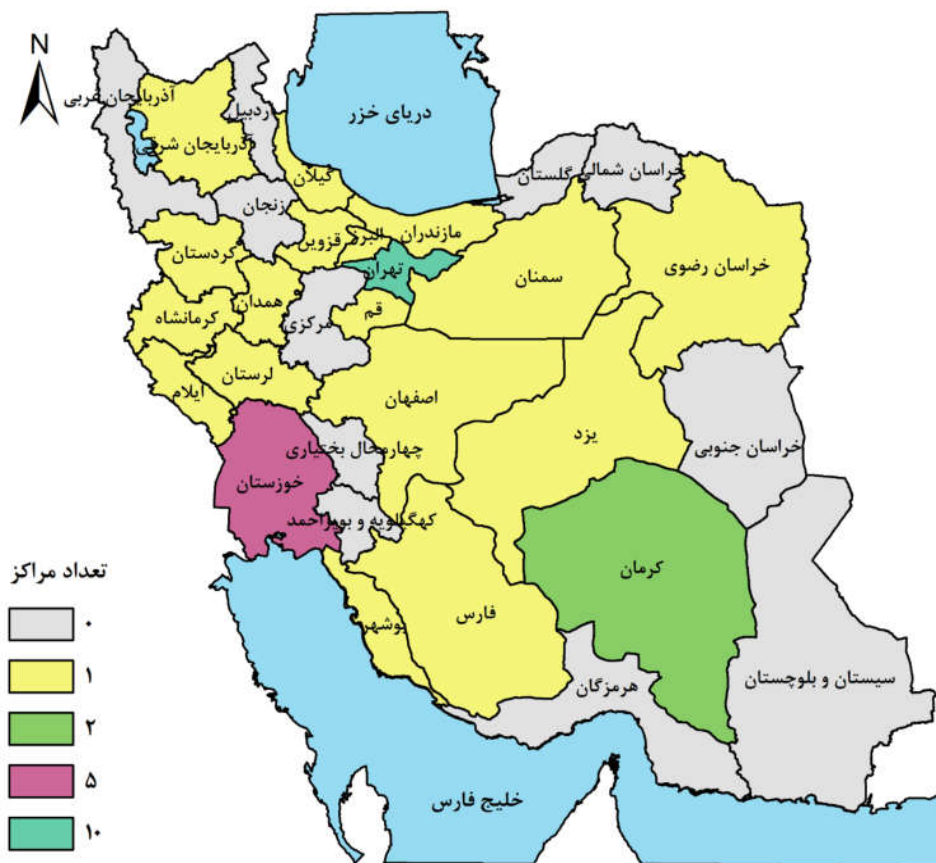 N
دریای خزر
آذربایجان غربی
اردبیل
آذربایجان شرقی
گیلان
گلستان
خراسان شمالی
زنجان
مازندران
البرز
قزوین
کردستان
تهران
سمنان
خراسان رضوی
همدان
قم
مرکزی
کرمانشاه
لرستان
ایلام
اصفهان
یزد
چهارمحال بختیاری
خراسان جنوبی
خوزستان
کهگیلویه و بویراحمد
کرمان
فارس
بوشهر
سیستان و بلوچستان
هرمزگان
خلیج فارس
تعداد مراکز
۰
۱
۲
۵
۱۰